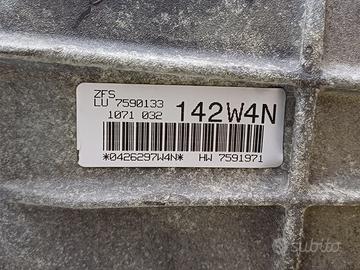 ZFS
LU 7590133
1071 032
142W4N
*0426297W4N*
HW 7591971
subito